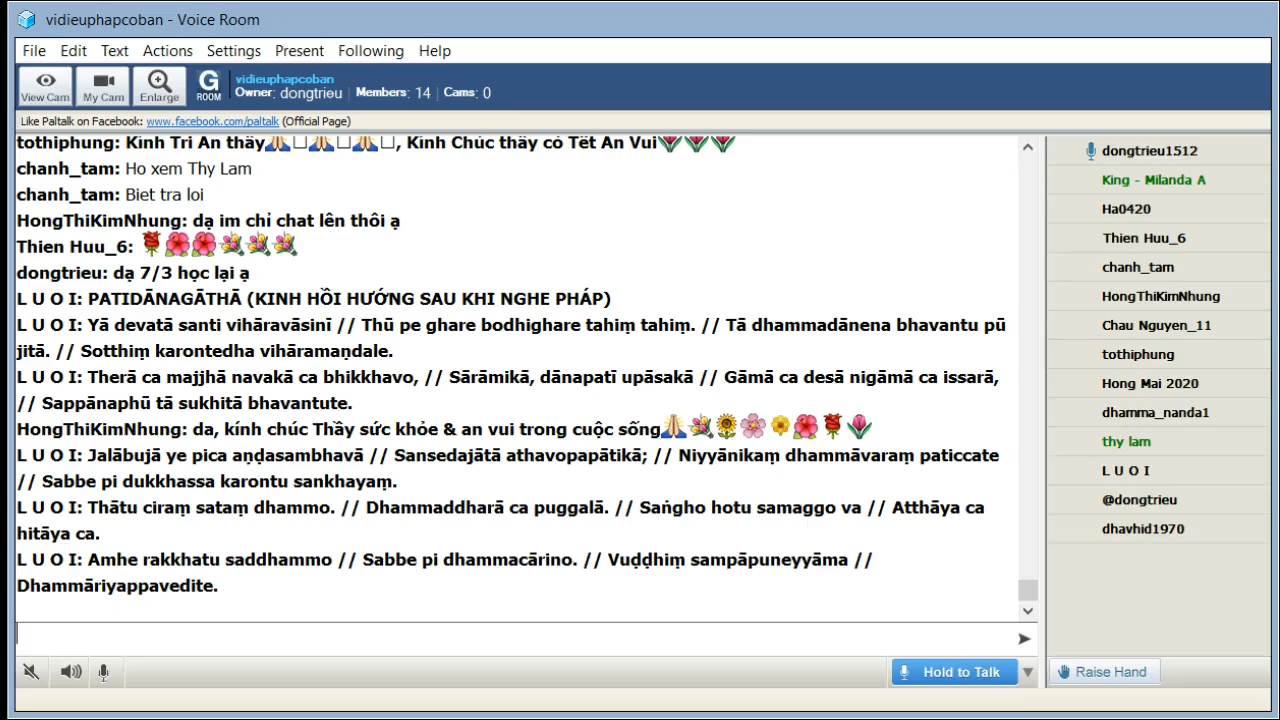 vidieuphapcoban - Voice Room
File Edit Text Actions Settings Present Following Help
View Cam My Cam Enlarge G ROOM vidieuphapcoban
Owner: dongtrieu | Members: 14 | Cams: 0
Like Paltalk on Facebook: www.facebook.com/paltalk (Official Page)
tothiphung: Kính Tri Ân thầy🙏□🙏□🙏□, Kính Chúc thầy có Tết An Vui🌷🌷🌷
chanh_tam: Ho xem Thy Lam
chanh_tam: Biet tra loi
HongThiKimNhung: dạ im chỉ chat lên thôi ạ
Thien Huu_6: 🌹🌺🌺💐💐💐
dongtrieu: dạ 7/3 học lại ạ
L U O I: PATIDĀNAGĀTHĀ (KINH HỒI HƯỚNG SAU KHI NGHE PHÁP)
L U O I: Yā devatā santi vihāravāsinī // Thū pe ghare bodhighare tahiṃ tahiṃ. // Tā dhammadānena bhavantu pū
jitā. // Sotthiṃ karontedha vihāramaṇdale.
L U O I: Therā ca majjhā navakā ca bhikkhavo, // Sārāmikā, dānapatī upāsakā // Gāmā ca desā nigāmā ca issarā,
// Sappānaphū tā sukhitā bhavantute.
HongThiKimNhung: da, kính chúc Thầy sức khỏe & an vui trong cuộc sống🙏💐🌻🌸🌼🌺🌹🌷
L U O I: Jalābujā ye pica aṇḍasambhavā // Sansedajātā athavopapātikā; // Niyyānikaṃ dhammāvaraṃ paticcate
// Sabbe pi dukkhassa karontu sankhayaṃ.
L U O I: Thātu ciraṃ sataṃ dhammo. // Dhammaddharā ca puggalā. // Saṅgho hotu samaggo va // Atthāya ca
hitāya ca.
L U O I: Amhe rakkhatu saddhammo // Sabbe pi dhammacārino. // Vuḍḍhiṃ sampāpuneyyāma //
Dhammāriyappavedite.
Hold to Talk
dongtrieu1512
King - Milanda A
Ha0420
Thien Huu_6
chanh_tam
HongThiKimNhung
Chau Nguyen_11
tothiphung
Hong Mai 2020
dhamma_nanda1
thy lam
L U O I
@dongtrieu
dhavhid1970
Raise Hand